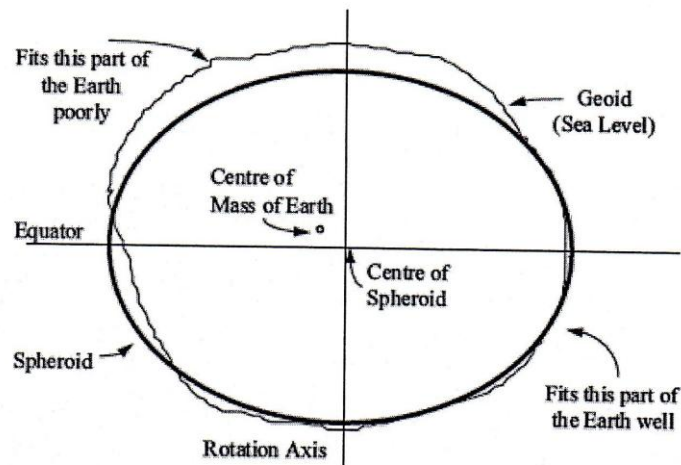 Fits this part of
the Earth
poorly
Geoid
(Sea Level)
Centre of
Mass of Earth
Equator
Centre of
Spheroid
Spheroid
Fits this part of
the Earth well
Rotation Axis